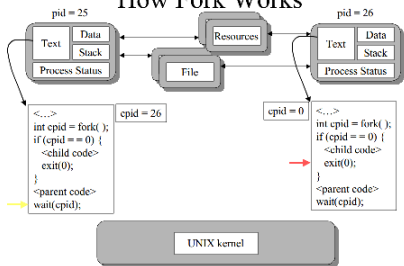 How Fork Works
pid = 25
pid = 26
Text
Data
Stack
Process Status
Resources
File
Text
Data
Stack
Process Status
<…>
int cpid = fork( );
if (cpid = = 0) {
<child code>
exit(0);
}
<parent code>
wait(cpid);
cpid = 26
cpid = 0
<…>
int cpid = fork( );
if (cpid = = 0) {
<child code>
exit(0);
}
<parent code>
wait(cpid);
UNIX kernel